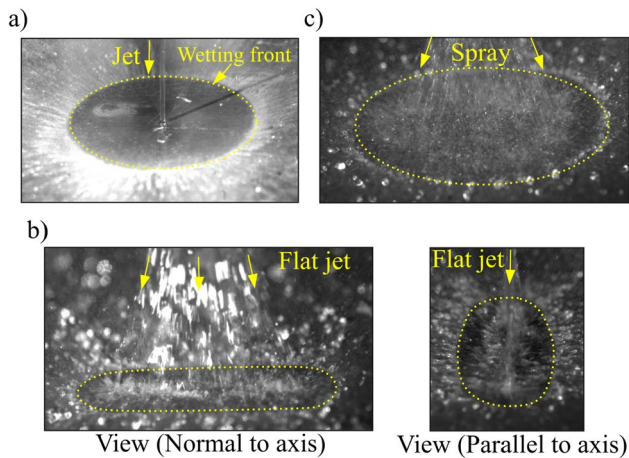 a)
Jet
Wetting front
c)
Spray
b)
Flat jet
View (Normal to axis)
Flat jet
View (Parallel to axis)